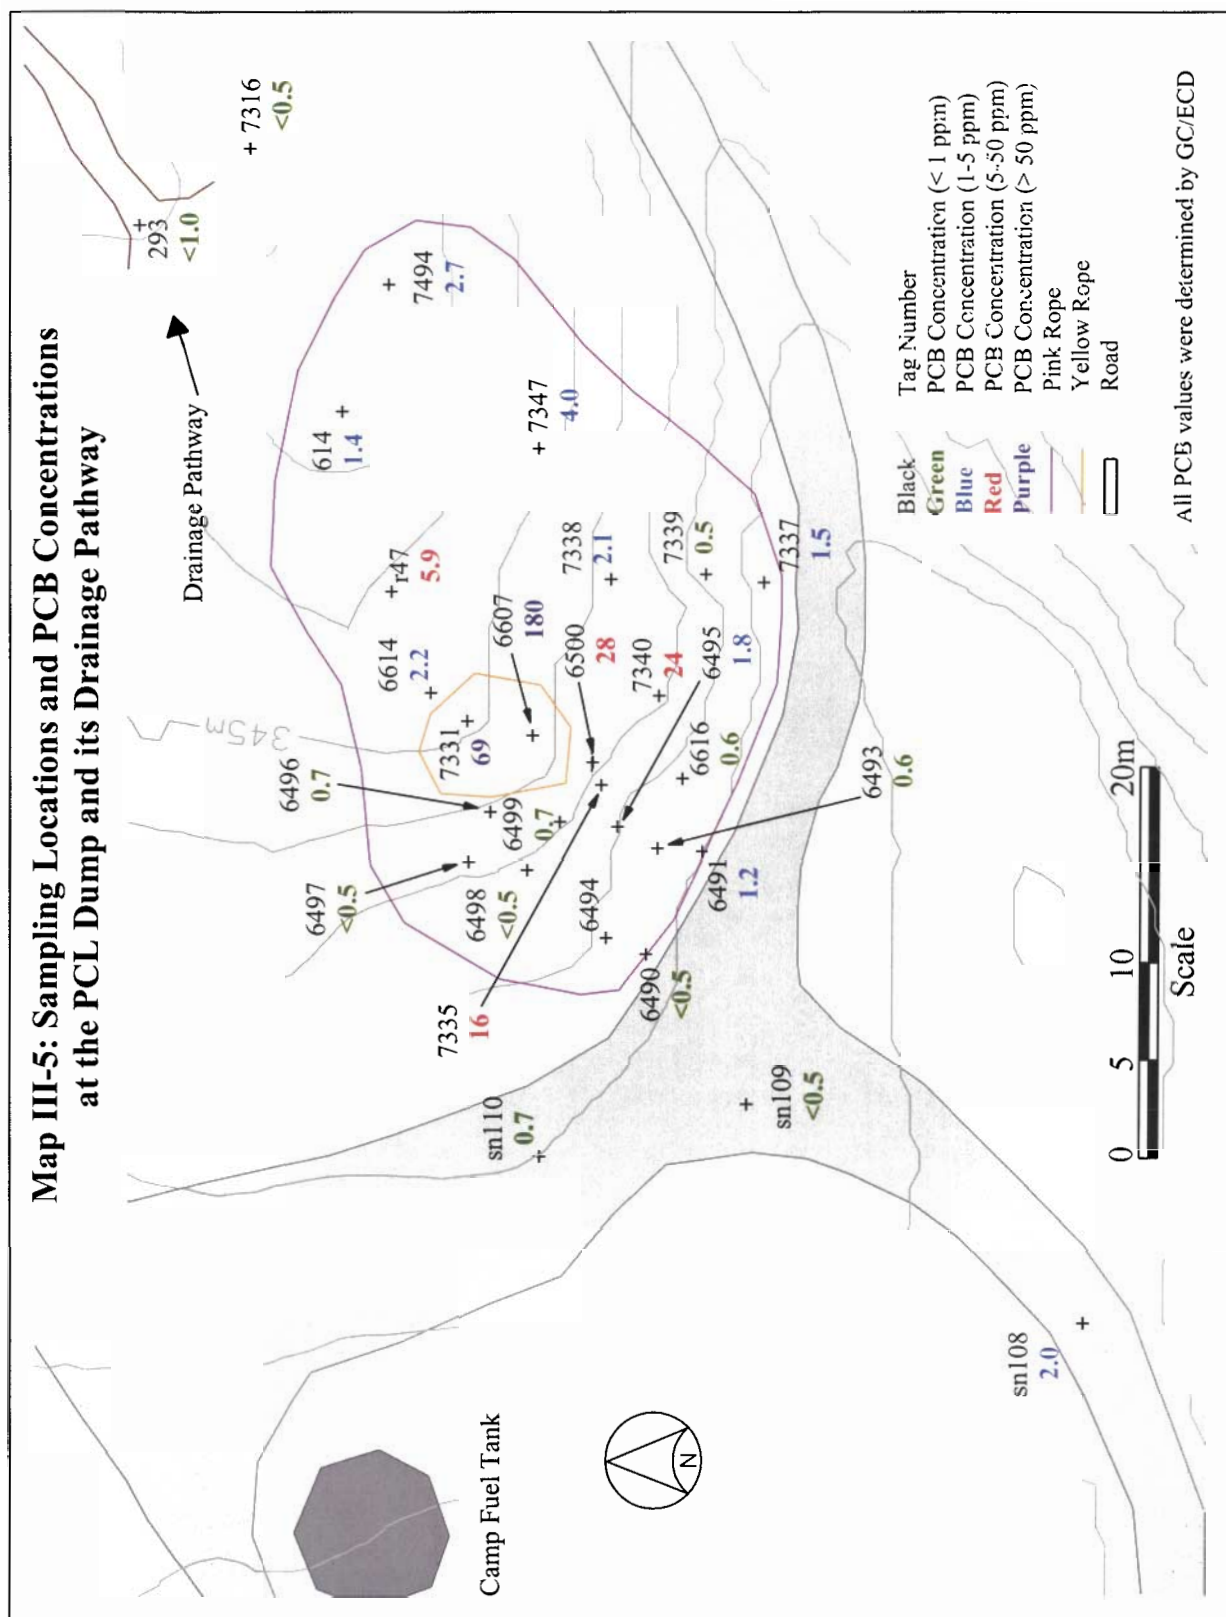 Map III-5: Sampling Locations and PCB Concentrations
at the PCL Dump and its Drainage Pathway
Drainage Pathway
293
<1.0
7316
<0.5
7494
2.7
614
1.4
7347
4.0
r47
5.9
6614
2.2
345m
6607
180
7331
69
7338
2.1
6500
28
7339
0.5
7340
24
6495
1.8
7337
1.5
6496
0.7
6499
0.7
6616
0.6
6493
0.6
6497
<0.5
6498
<0.5
6494
6491
1.2
7335
16
6490
<0.5
sn110
0.7
sn109
<0.5
sn108
2.0
Camp Fuel Tank
N
Black Tag Number
Green PCB Concentration (< 1 ppm)
Blue PCB Concentration (1-5 ppm)
Red PCB Concentration (5-50 ppm)
Purple PCB Concentration (> 50 ppm)
Pink Rope
Yellow Rope
Road
All PCB values were determined by GC/ECD
0 5 10 20m
Scale